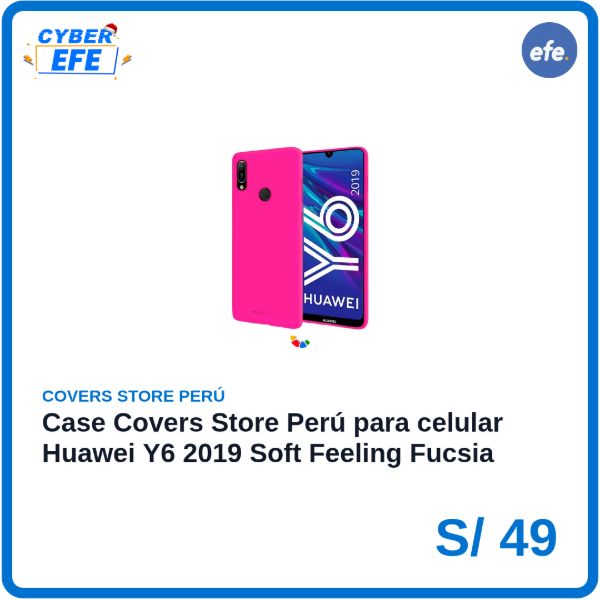 CYBER
EFE
efe.
2019
Y6
HUAWEI
HUAWEI
COVERS STORE PERÚ
Case Covers Store Perú para celular
Huawei Y6 2019 Soft Feeling Fucsia
S/ 49